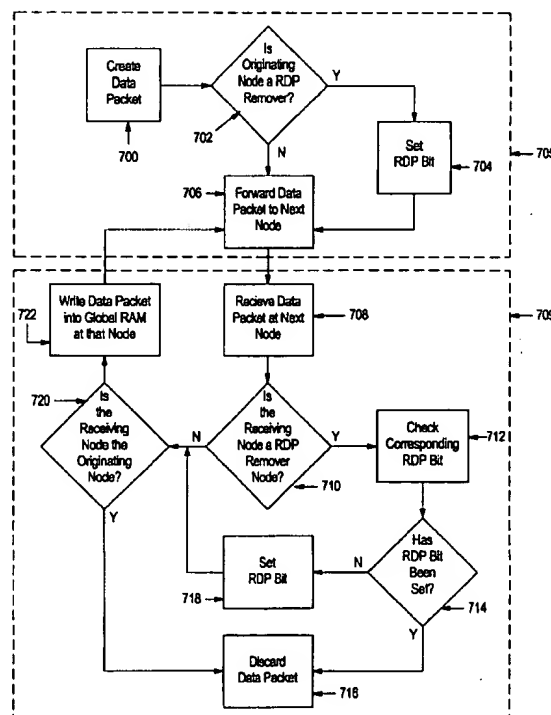 Create
Data
Packet
700
Is
Originating
Node a RDP
Remover?
Y
702
N
Set
RDP Bit
704
705
706
Forward Data
Packet to Next
Node
Write Data Packet
into Global RAM
at that Node
722
Recieve Data
Packet at Next
Node
708
709
720
Is
the
Receiving
Node the
Originating
Node?
Y
N
Is
the
Receiving
Node a RDP
Remover
Node?
Y
710
Check
Corresponding
RDP Bit
712
Set
RDP Bit
718
N
Has
RDP Bit
Been
Set?
714
Y
Discard
Data Packet
716